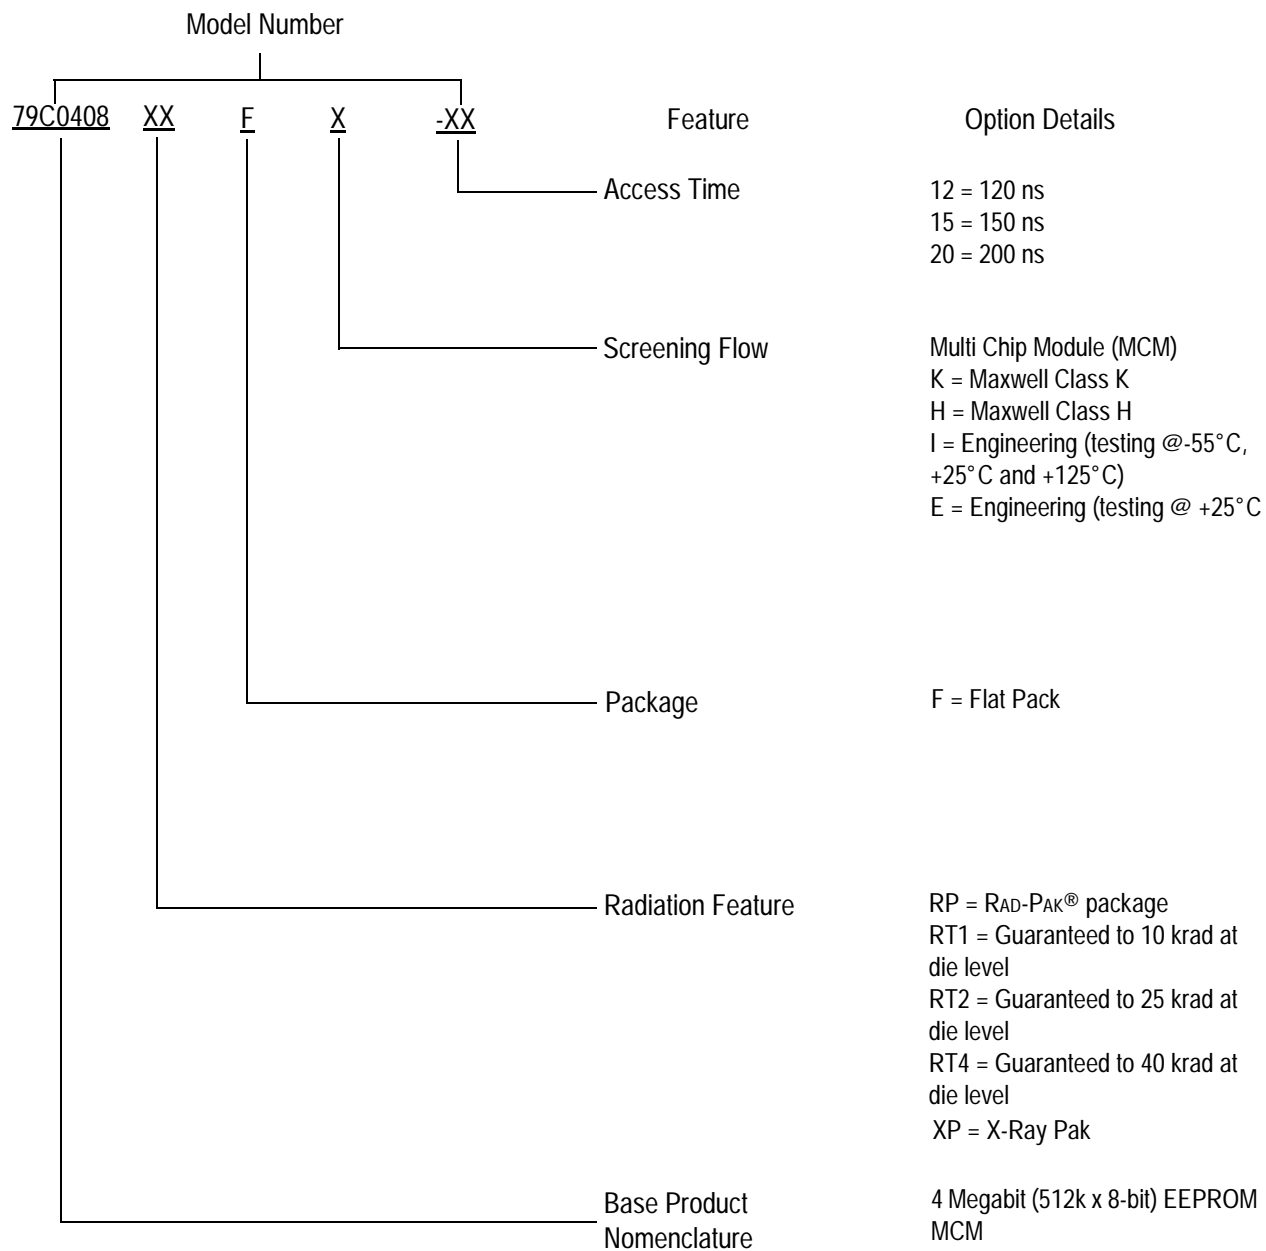 Model Number
79C0408 XX F X -XX Feature Option Details
Access Time 12 = 120 ns
15 = 150 ns
20 = 200 ns
Screening Flow Multi Chip Module (MCM)
K = Maxwell Class K
H = Maxwell Class H
I = Engineering (testing @-55°C,
+25°C and +125°C)
E = Engineering (testing @ +25°C
Package F = Flat Pack
Radiation Feature RP = RAD-PAK® package
RT1 = Guaranteed to 10 krad at
die level
RT2 = Guaranteed to 25 krad at
die level
RT4 = Guaranteed to 40 krad at
die level
XP = X-Ray Pak
Base Product 4 Megabit (512k x 8-bit) EEPROM
Nomenclature MCM